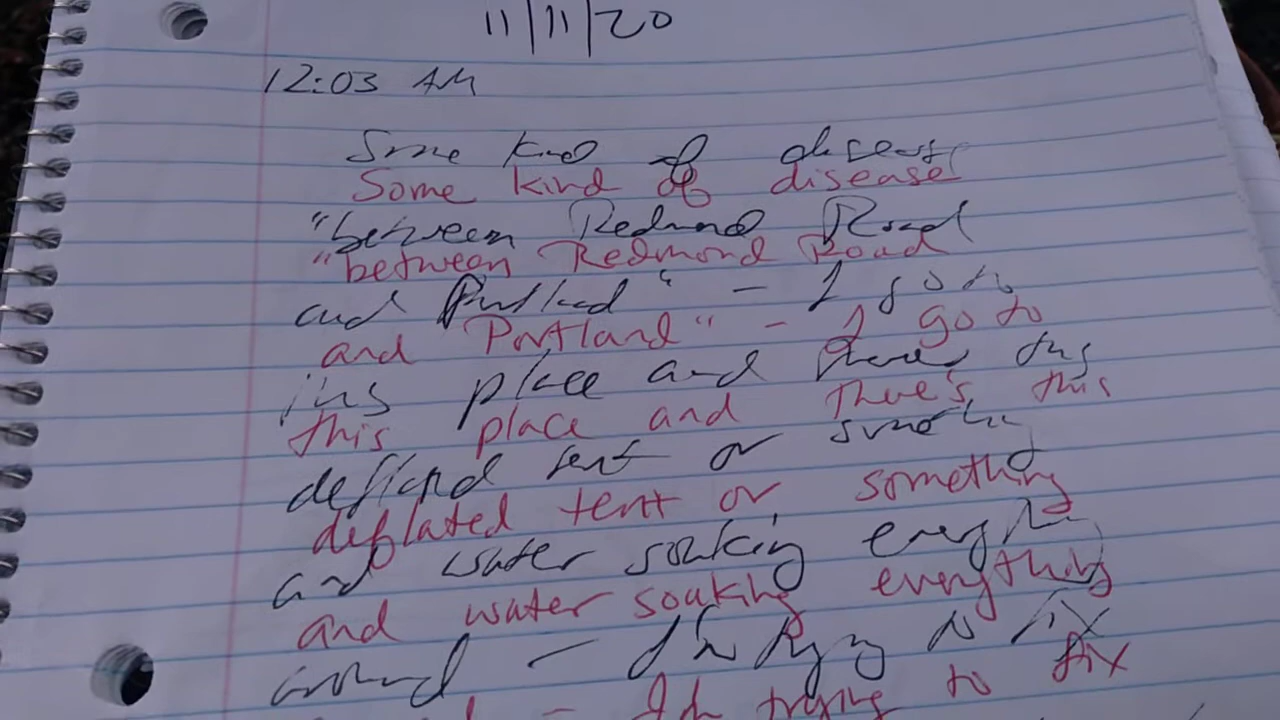 11/11/20
12:03 AM
Some kind of disease
Some kind of disease
"between Redmond Road
"between Redmond Road
and Portland" - I go to
and Portland" - I go to
this place and there's this
this place and there's this
deflated tent or something
deflated tent or something
and water soaking everything
and water soaking everything
around - I'm trying to fix
- I'm trying to fix